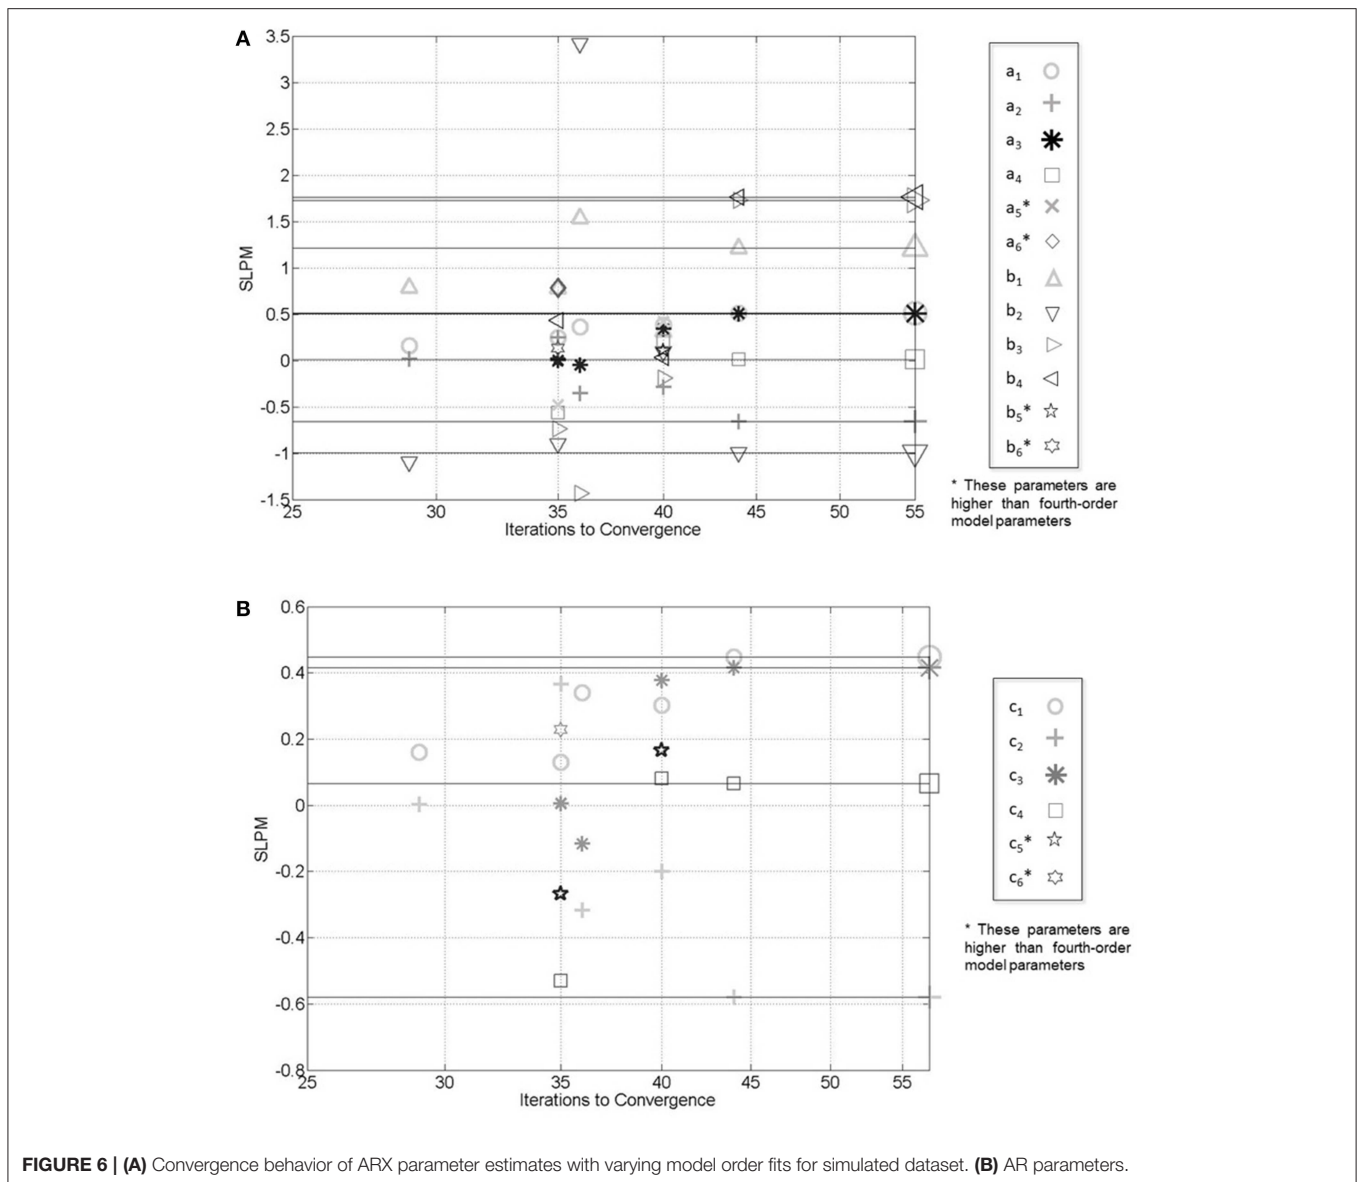 A
3.5
3
2.5
2
1.5
1
0.5
0
-0.5
-1
-1.5
SLPM
25 30 35 40 45 50 55
Iterations to Convergence
a1
a2
a3
a4
a5*
a6*
b1
b2
b3
b4
b5*
b6*
* These parameters are
higher than fourth-order
model parameters
B
0.6
0.4
0.2
0
-0.2
-0.4
-0.6
-0.8
SLPM
25 30 35 40 45 50 55
Iterations to Convergence
c1
c2
c3
c4
c5*
c6*
* These parameters are
higher than fourth-order
model parameters
FIGURE 6 | (A) Convergence behavior of ARX parameter estimates with varying model order fits for simulated dataset. (B) AR parameters.